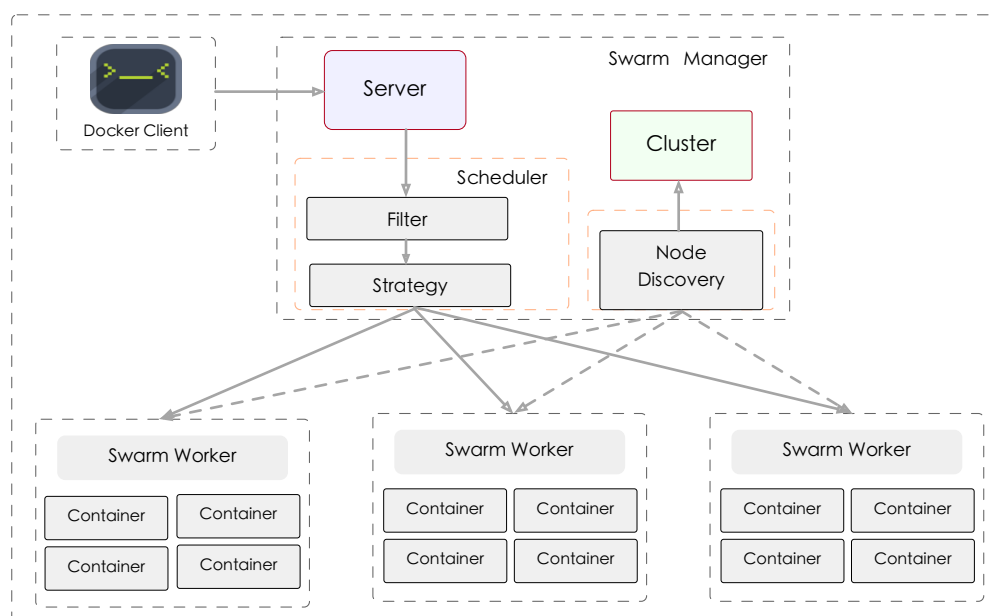 Swarm Manager
Server
Docker Client
Cluster
Scheduler
Filter
Strategy
Node
Discovery
Swarm Worker
Container
Container
Container
Container
Swarm Worker
Container
Container
Container
Container
Swarm Worker
Container
Container
Container
Container